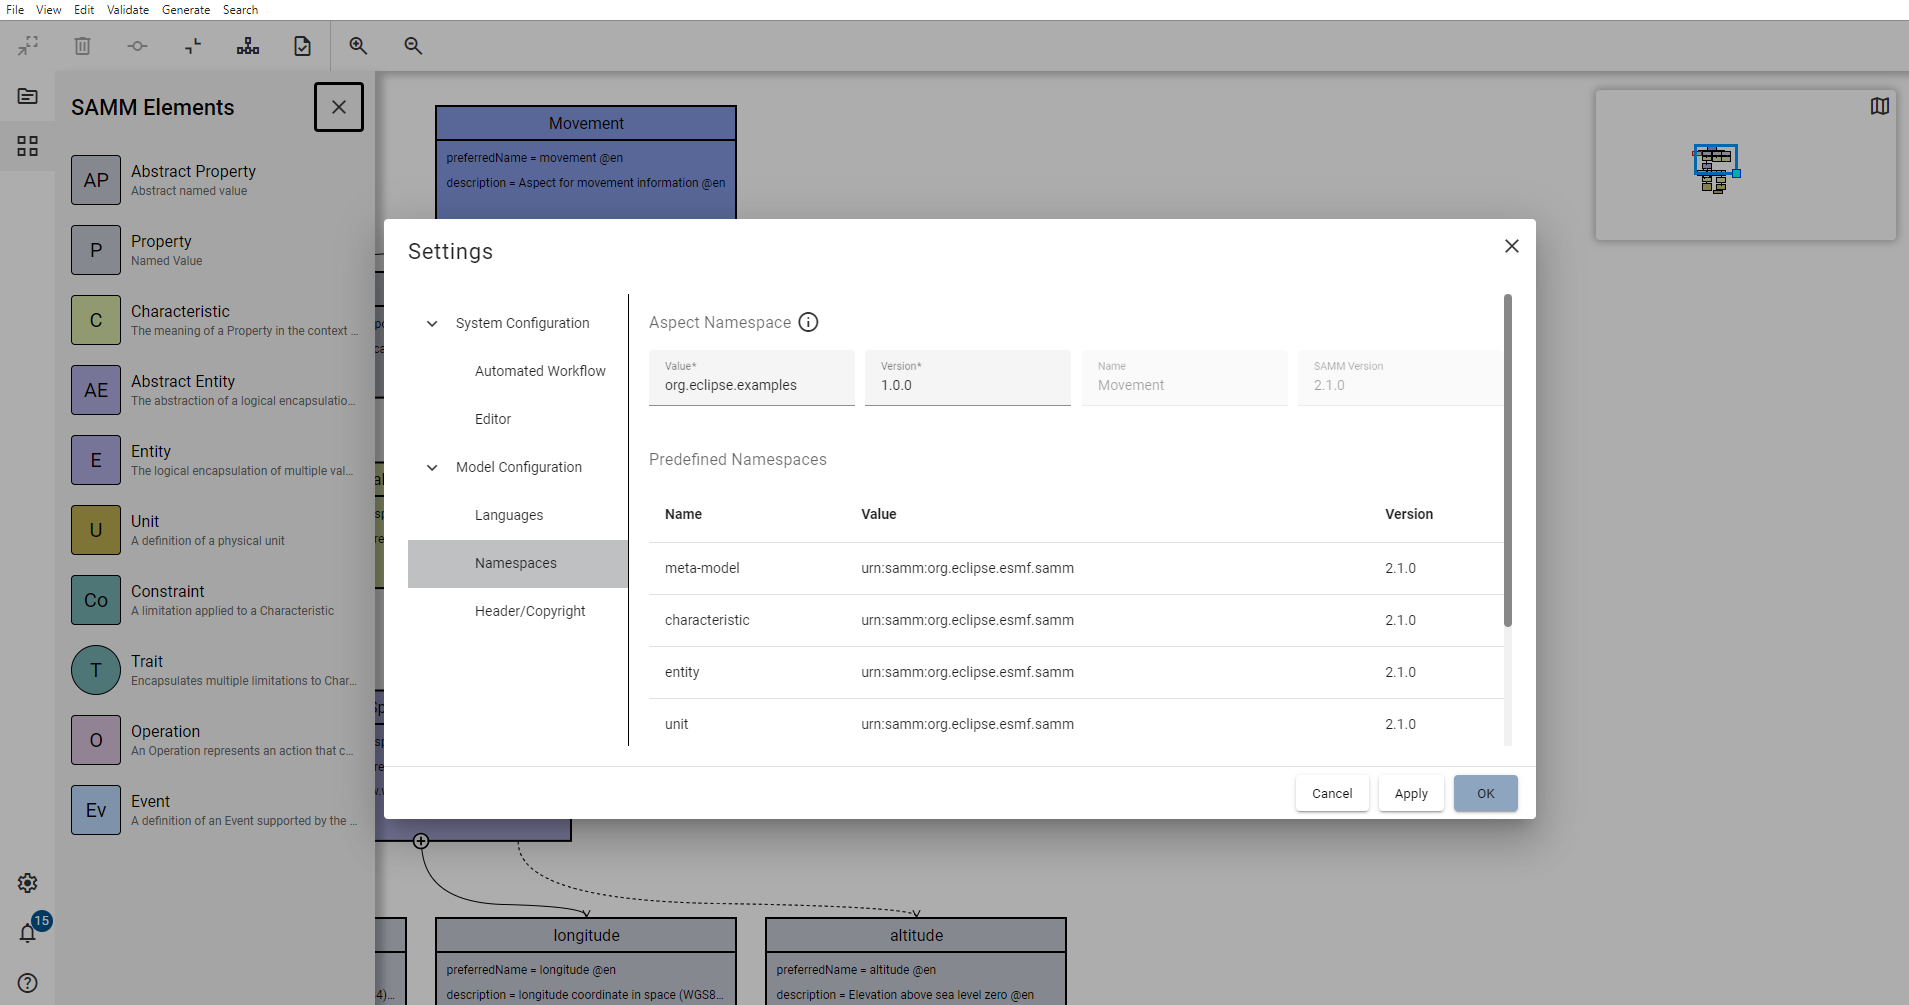 File View Edit Validate Generate Search
SAMM Elements
AP
Abstract Property
Abstract named value
P
Property
Named Value
C
Characteristic
The meaning of a Property in the context ...
AE
Abstract Entity
The abstraction of a logical encapsulatio...
E
Entity
The logical encapsulation of multiple val...
U
Unit
A definition of a physical unit
Co
Constraint
A limitation applied to a Characteristic
T
Trait
Encapsulates multiple limitations to Char...
O
Operation
An Operation represents an action that c...
Ev
Event
A definition of an Event supported by the ...
15
Movement
preferredName = movement @en
description = Aspect for movement information @en
Settings
System Configuration
Automated Workflow
Editor
Model Configuration
Languages
Namespaces
Header/Copyright
Aspect Namespace
Value*
org.eclipse.examples
Version*
1.0.0
Name
Movement
SAMM Version
2.1.0
Predefined Namespaces
Name Value Version
meta-model urn:samm:org.eclipse.esmf.samm 2.1.0
characteristic urn:samm:org.eclipse.esmf.samm 2.1.0
entity urn:samm:org.eclipse.esmf.samm 2.1.0
unit urn:samm:org.eclipse.esmf.samm 2.1.0
Cancel Apply OK
4)...
longitude
preferredName = longitude @en
description = longitude coordinate in space (WGS8...
altitude
preferredName = altitude @en
description = Elevation above sea level zero @en